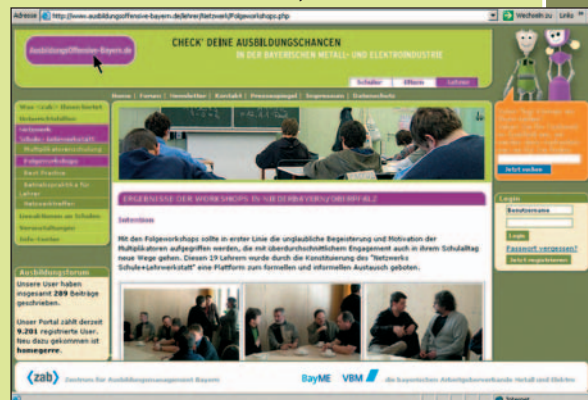 Adresse http://www.ausbildungsoffensive-bayern.de/lehrer/Netzwerk/Folgeworkshops.php Wechseln zu Links
AusbildungsOffensive-Bayern.de
CHECK' DEINE AUSBILDUNGSCHANCEN
IN DER BAYERISCHEN METALL- UND ELEKTROINDUSTRIE
Schüler Eltern Lehrer
Home | Forum | Newsletter | Kontakt | Pressespiegel | Impressum | Datenschutz
Was <zab> Ihnen bietet
Netzwerk
Schule-Lehrwerkstatt
Multiplikatorenschulung
Folgeworkshops
Best Practice
Betriebspraktika für
Lehrer
Netzwerktreffen
Veranstaltungen
Info-Center
Jetzt suchen
ERGEBNISSE DER WORKSHOPS IN NIEDERBAYERN/OBERPFALZ
Intention
Mit den Folgeworkshops sollte in erster Linie die unglaubliche Begeisterung und Motivation der
Multiplikatoren aufgegriffen werden, die mit überdurchschnittlichem Engagement auch in ihrem Schulalltag
neue Wege gehen. Diesen 19 Lehrern wurde durch die Konstituierung des "Netzwerks
Schule+Lehrwerkstatt" eine Plattform zum formellen und informellen Austausch geboten.
Login
Benutzername
Login
Passwort vergessen?
Jetzt registrieren
Ausbildungsforum
Unsere User haben
insgesamt 289 Beiträge
geschrieben.
Unser Portal zählt derzeit
9.201 registrierte User.
Neu dazu gekommen ist
homegerre.
<zab> Zentrum für Ausbildungsmanagement Bayern
BayME VBM die bayerischen Arbeitgeberverbände Metall und Elektro
Internet